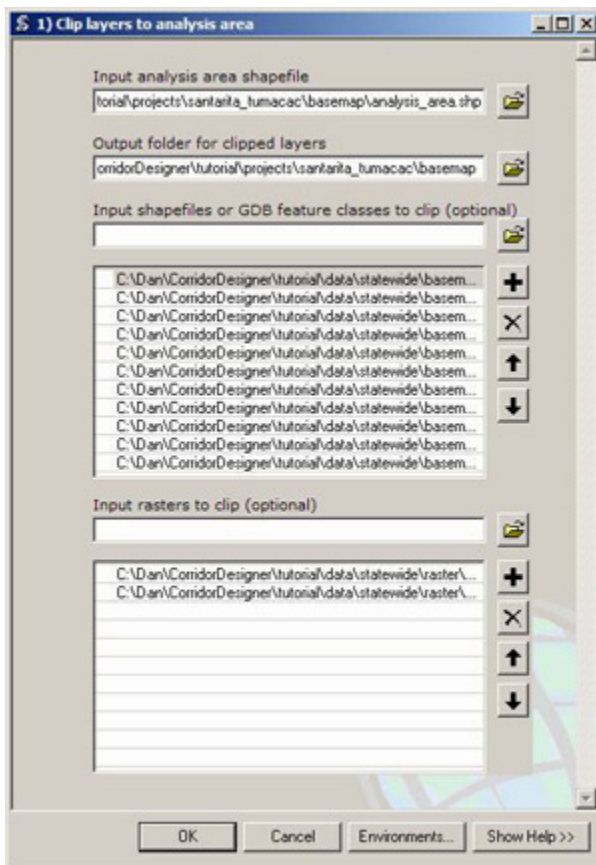 1) Clip layers to analysis area
Input analysis area shapefile
torial\projects\santarita_tumacac\basemap\analysis_area.shp
Output folder for clipped layers
orridorDesigner\tutorial\projects\santarita_tumacac\basemap
Input shapefiles or GDB feature classes to clip (optional)
C:\Dan\CorridorDesigner\tutorial\data\statewide\basem...
C:\Dan\CorridorDesigner\tutorial\data\statewide\basem...
C:\Dan\CorridorDesigner\tutorial\data\statewide\basem...
C:\Dan\CorridorDesigner\tutorial\data\statewide\basem...
C:\Dan\CorridorDesigner\tutorial\data\statewide\basem...
C:\Dan\CorridorDesigner\tutorial\data\statewide\basem...
C:\Dan\CorridorDesigner\tutorial\data\statewide\basem...
C:\Dan\CorridorDesigner\tutorial\data\statewide\basem...
C:\Dan\CorridorDesigner\tutorial\data\statewide\basem...
C:\Dan\CorridorDesigner\tutorial\data\statewide\basem...
C:\Dan\CorridorDesigner\tutorial\data\statewide\basem...
Input rasters to clip (optional)
C:\Dan\CorridorDesigner\tutorial\data\statewide\raster\...
C:\Dan\CorridorDesigner\tutorial\data\statewide\raster\...
OK Cancel Environments... Show Help >>